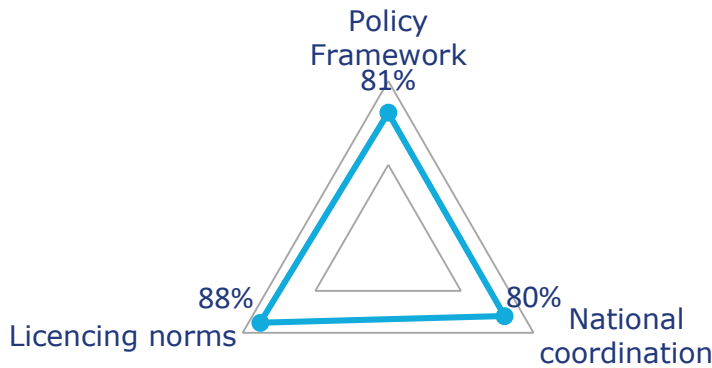 Policy
Framework
81%
88%
80%
Licencing norms
National
coordination